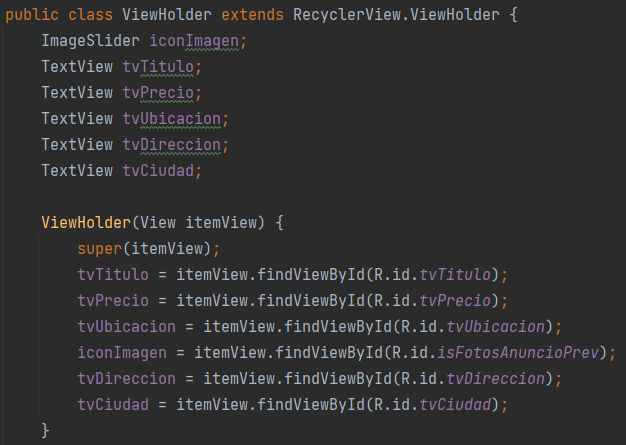 public class ViewHolder extends RecyclerView.ViewHolder {
ImageSlider iconImagen;
TextView tvTitulo;
TextView tvPrecio;
TextView tvUbicacion;
TextView tvDireccion;
TextView tvCiudad;
ViewHolder(View itemView) {
super(itemView);
tvTitulo = itemView.findViewById(R.id.tvTitulo);
tvPrecio = itemView.findViewById(R.id.tvPrecio);
tvUbicacion = itemView.findViewById(R.id.tvUbicacion);
iconImagen = itemView.findViewById(R.id.isFotosAnuncioPrev);
tvDireccion = itemView.findViewById(R.id.tvDireccion);
tvCiudad = itemView.findViewById(R.id.tvCiudad);
}